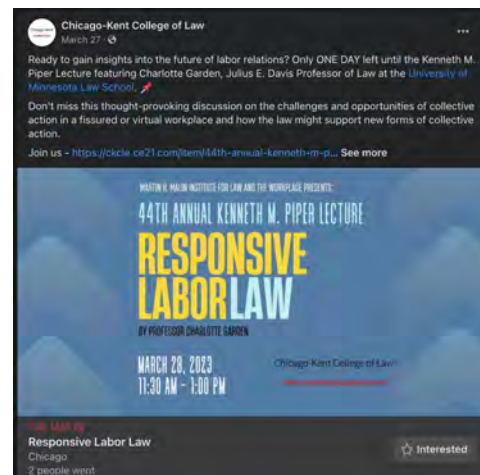 Chicago-Kent College of Law
March 27 ·
Ready to gain insights into the future of labor relations? Only ONE DAY left until the Kenneth M.
Piper Lecture featuring Charlotte Garden, Julius E. Davis Professor of Law at the University of
Minnesota Law School.
Don't miss this thought-provoking discussion on the challenges and opportunities of collective
action in a fissured or virtual workplace and how the law might support new forms of collective
action.
Join us - https://ckcle.ce21.com/item/44th-annual-kenneth-m-p... See more
MARTIN H. MALIN INSTITUTE FOR LAW AND THE WORKPLACE PRESENTS:
44TH ANNUAL KENNETH M. PIPER LECTURE
RESPONSIVE
LABOR LAW
BY PROFESSOR CHARLOTTE GARDEN
MARCH 28, 2023
11:30 AM - 1:00 PM
Chicago-Kent College of Law
TUE, MAR 28
Responsive Labor Law
Chicago
2 people went
Interested